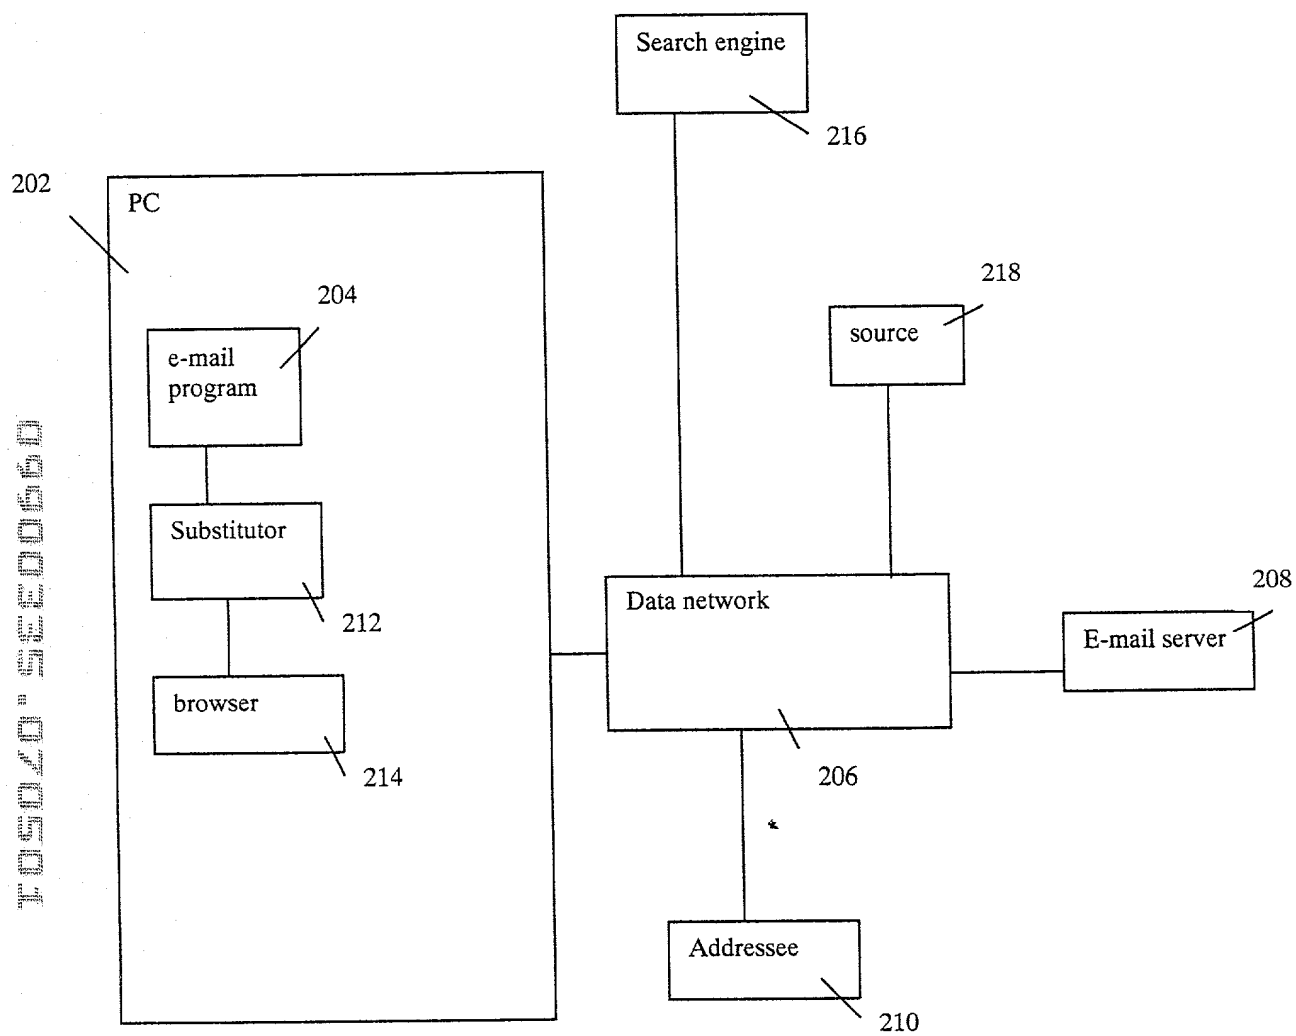 Search engine
216
202
PC
218
source
204
e-mail
program
Substitutor
212
Data network
208
E-mail server
browser
214
206
Addressee
210